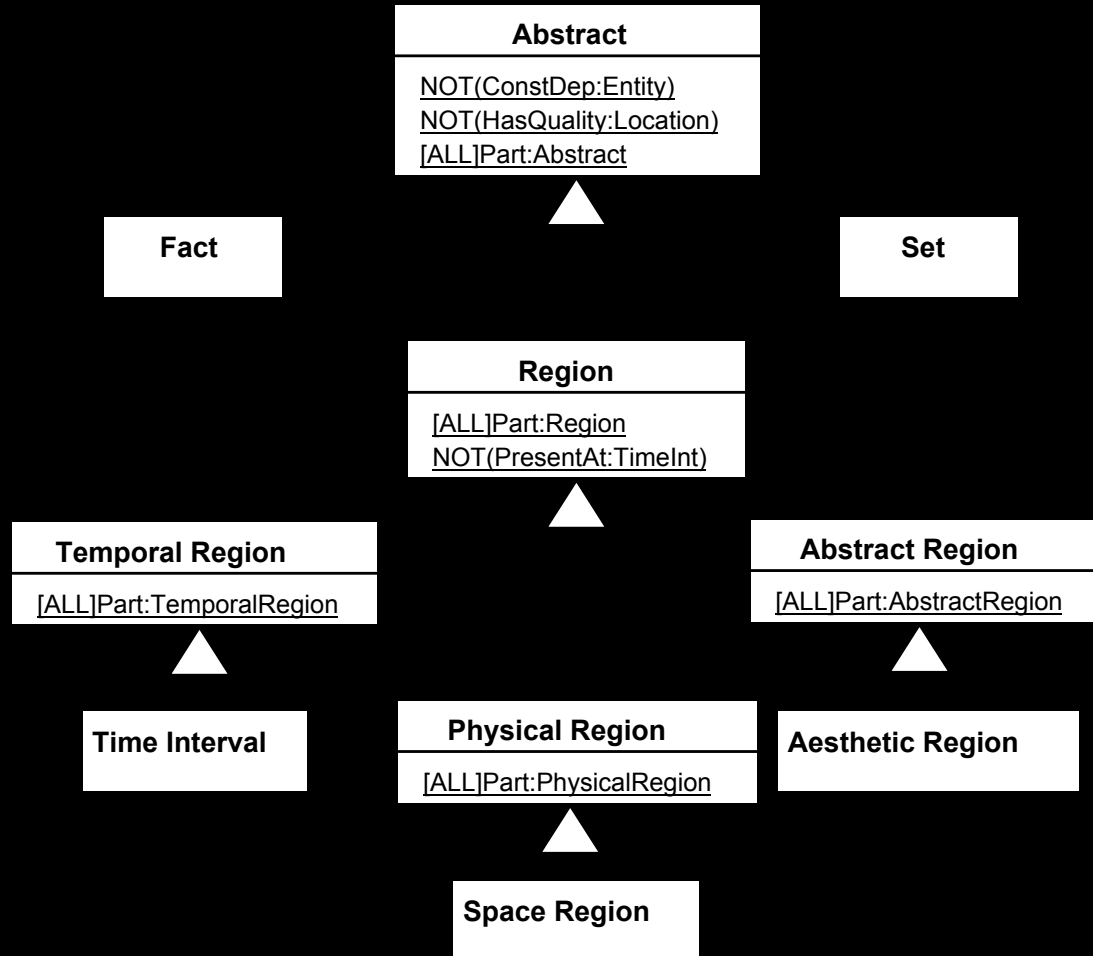 Abstract
NOT(ConstDep:Entity)
NOT(HasQuality:Location)
[ALL]Part:Abstract
Fact
Set
Region
[ALL]Part:Region
NOT(PresentAt:TimeInt)
Temporal Region
[ALL]Part:TemporalRegion
Abstract Region
[ALL]Part:AbstractRegion
Time Interval
Physical Region
[ALL]Part:PhysicalRegion
Aesthetic Region
Space Region